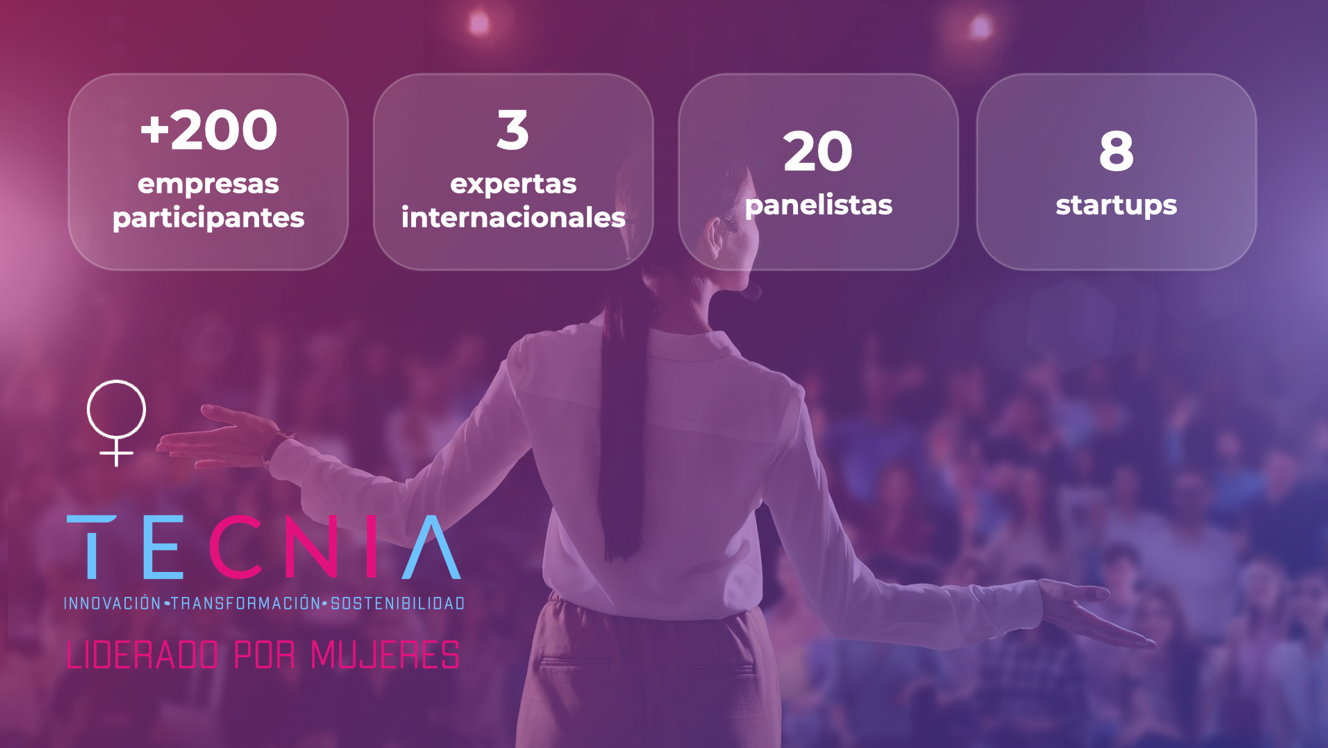 +200
empresas
participantes
3
expertas
internacionales
20
panelistas
8
startups
TECNIA
INNOVACIÓN•TRANSFORMACIÓN•SOSTENIBILIDAD
LIDERADO POR MUJERES